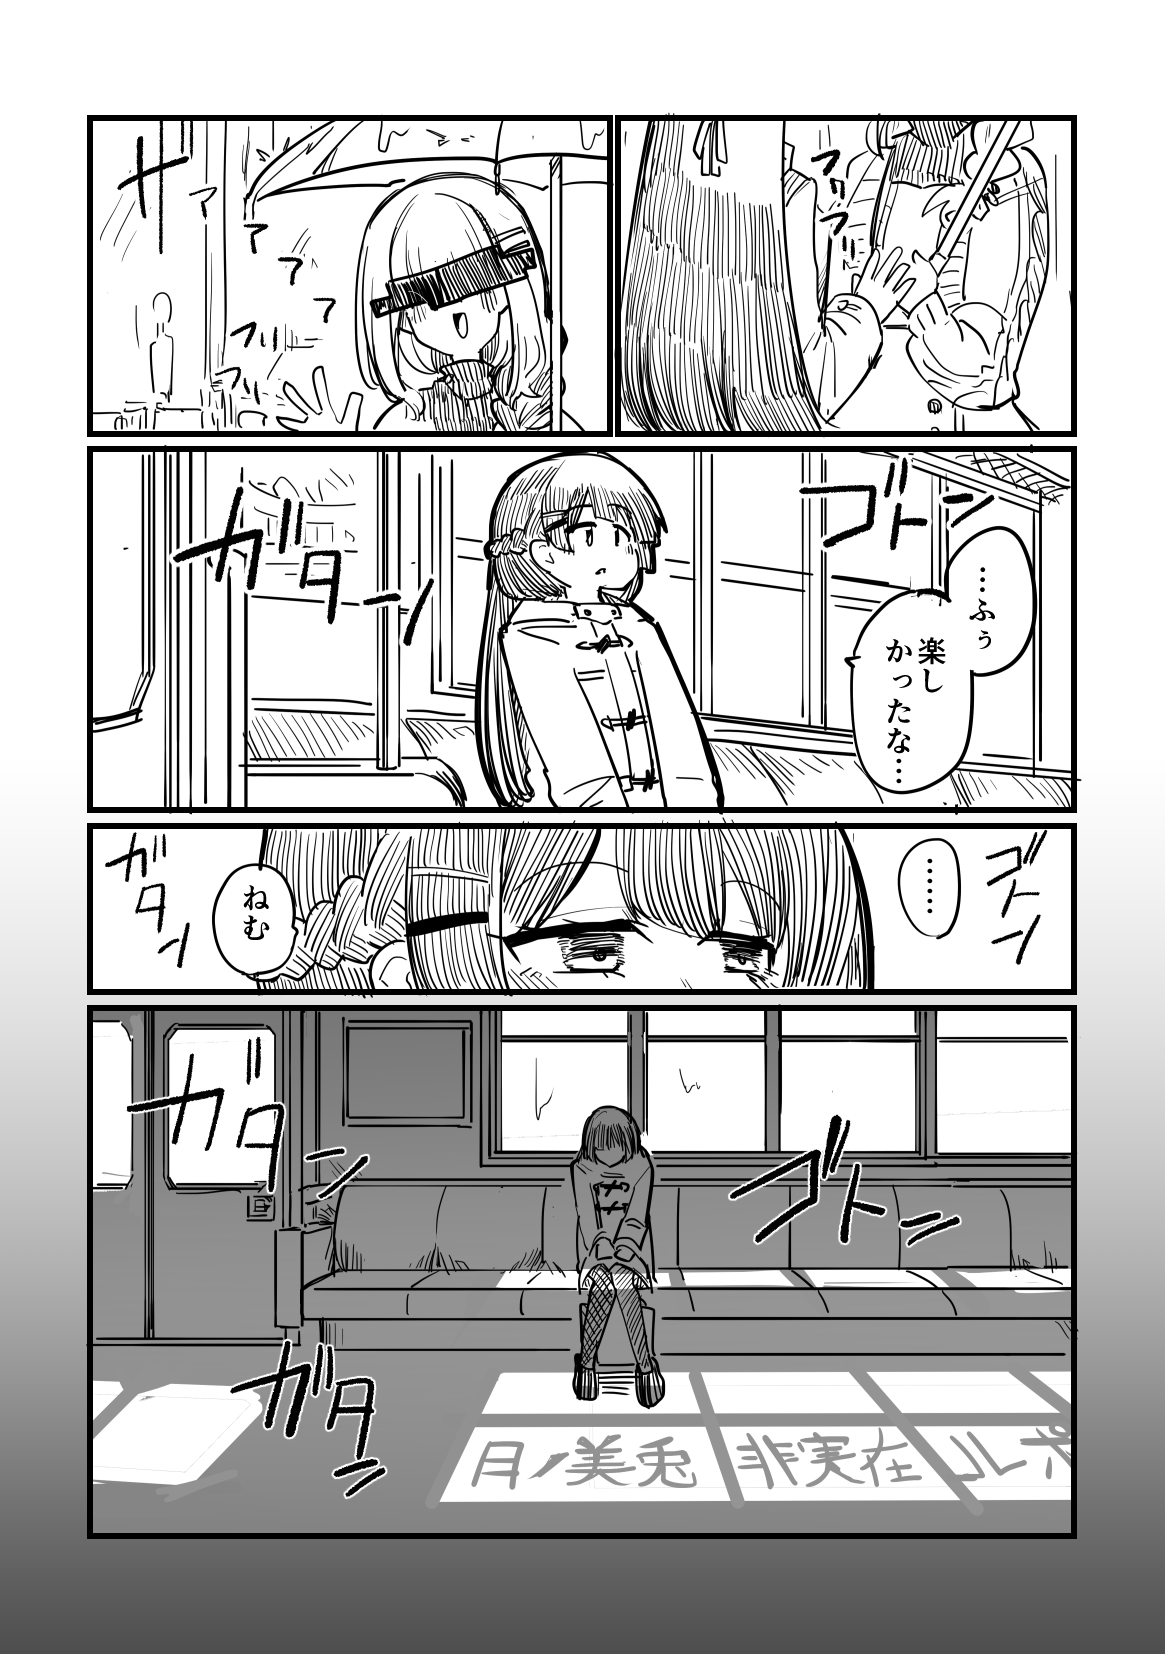 フリ
フリ
サァァァァ
フリ
フリ
ゴトン
…ふぅ
楽し
かったな…
ガタン
ゴトン
……
ねむ
ガタン
ガタン
ゴトン
ガタン
月ノ美兎 非実在 ルポ